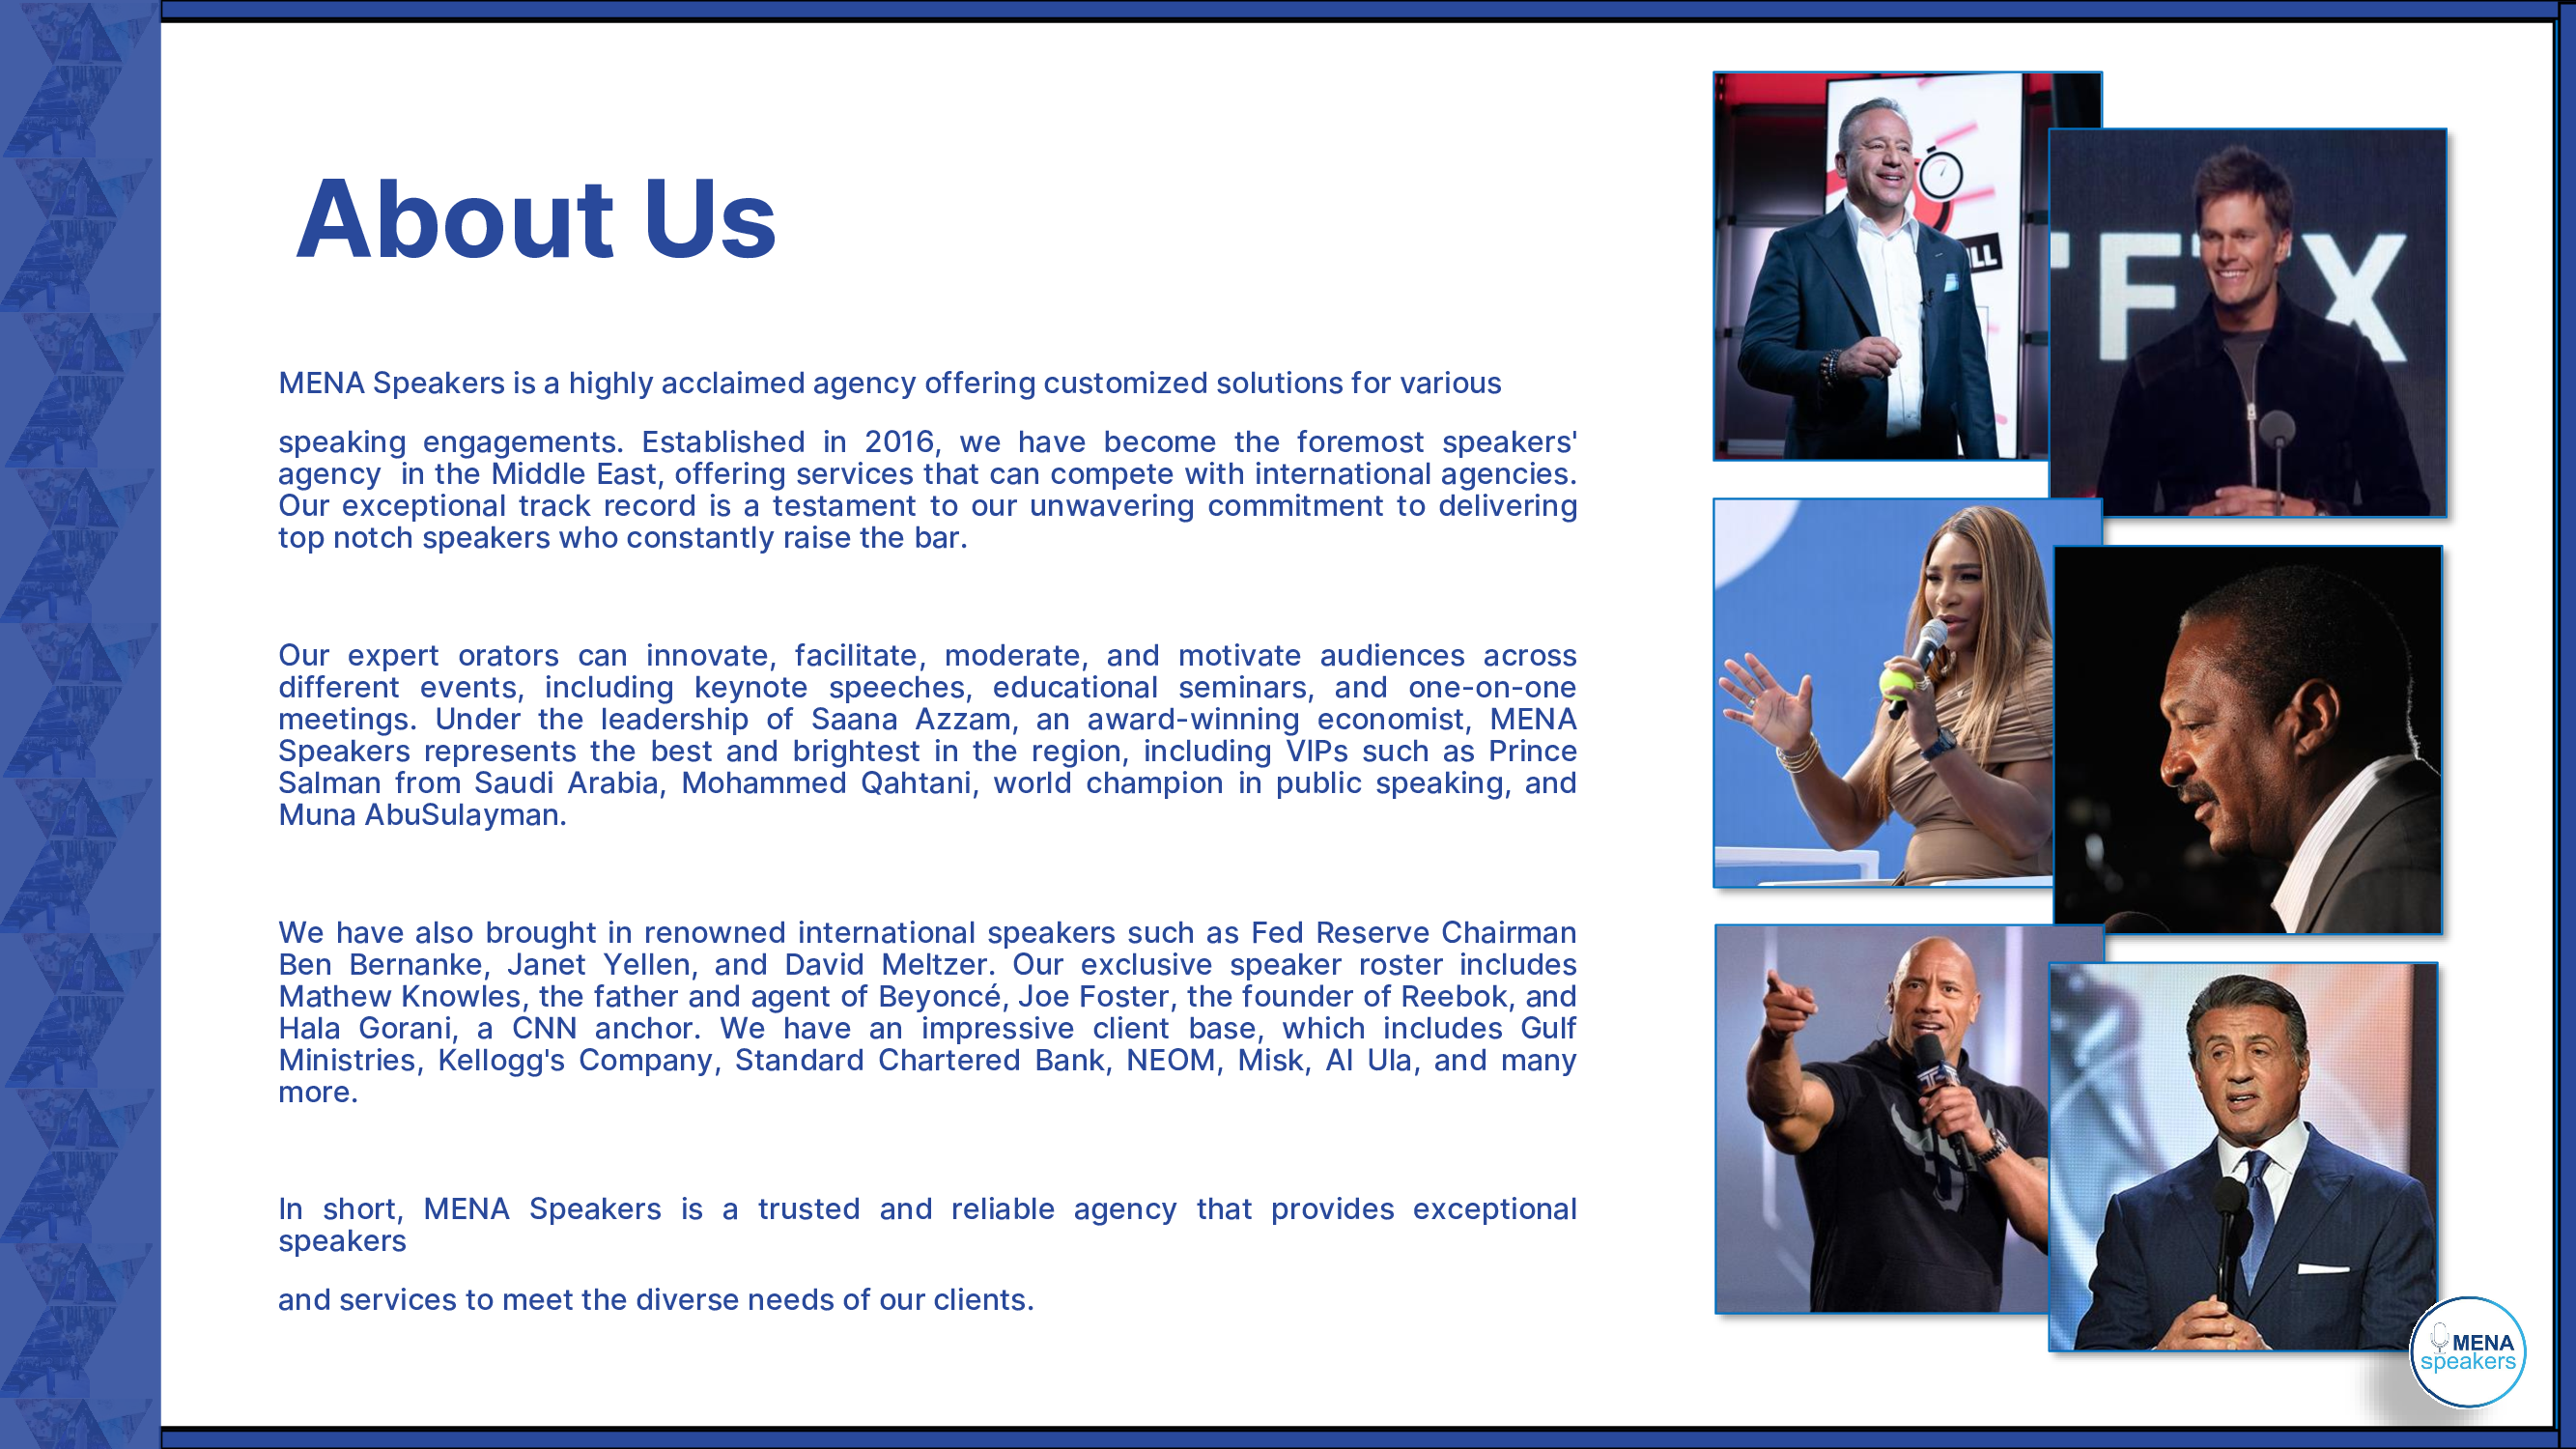 About Us
MENA Speakers is a highly acclaimed agency offering customized solutions for various
speaking engagements. Established in 2016, we have become the foremost speakers'
agency in the Middle East, offering services that can compete with international agencies.
Our exceptional track record is a testament to our unwavering commitment to delivering
top notch speakers who constantly raise the bar.
Our expert orators can innovate, facilitate, moderate, and motivate audiences across
different events, including keynote speeches, educational seminars, and one-on-one
meetings. Under the leadership of Saana Azzam, an award-winning economist, MENA
Speakers represents the best and brightest in the region, including VIPs such as Prince
Salman from Saudi Arabia, Mohammed Qahtani, world champion in public speaking, and
Muna AbuSulayman.
We have also brought in renowned international speakers such as Fed Reserve Chairman
Ben Bernanke, Janet Yellen, and David Meltzer. Our exclusive speaker roster includes
Mathew Knowles, the father and agent of Beyoncé, Joe Foster, the founder of Reebok, and
Hala Gorani, a CNN anchor. We have an impressive client base, which includes Gulf
Ministries, Kellogg's Company, Standard Chartered Bank, NEOM, Misk, Al Ula, and many
more.
In short, MENA Speakers is a trusted and reliable agency that provides exceptional
speakers
and services to meet the diverse needs of our clients.
MENA
speakers